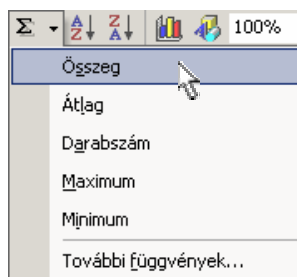 Σ A Z Z A 100%
Összeg
Átlag
Darabszám
Maximum
Minimum
További függvények...